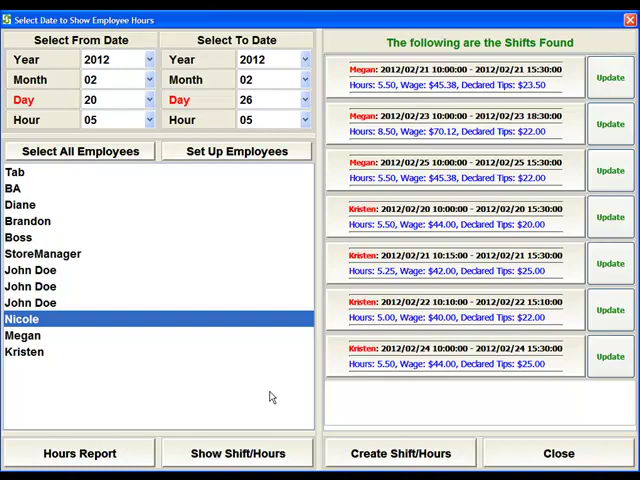 Select Date to Show Employee Hours
Select From Date
Select To Date
Year 2012 Year 2012
Month 02 Month 02
Day 20 Day 26
Hour 05 Hour 05
Select All Employees
Set Up Employees
Tab
BA
Diane
Brandon
Boss
StoreManager
John Doe
John Doe
John Doe
Nicole
Megan
Kristen
Hours Report
Show Shift/Hours
The following are the Shifts Found
Megan: 2012/02/21 10:00:00 - 2012/02/21 15:30:00
Hours: 5.50, Wage: $45.38, Declared Tips: $23.50
Update
Megan: 2012/02/23 10:00:00 - 2012/02/23 18:30:00
Hours: 8.50, Wage: $70.12, Declared Tips: $22.00
Update
Megan: 2012/02/25 10:00:00 - 2012/02/25 15:30:00
Hours: 5.50, Wage: $45.38, Declared Tips: $22.00
Update
Kristen: 2012/02/20 10:00:00 - 2012/02/20 15:30:00
Hours: 5.50, Wage: $44.00, Declared Tips: $20.00
Update
Kristen: 2012/02/21 10:15:00 - 2012/02/21 15:30:00
Hours: 5.25, Wage: $42.00, Declared Tips: $25.00
Update
Kristen: 2012/02/22 10:10:00 - 2012/02/22 15:10:00
Hours: 5.00, Wage: $40.00, Declared Tips: $22.00
Update
Kristen: 2012/02/24 10:00:00 - 2012/02/24 15:30:00
Hours: 5.50, Wage: $44.00, Declared Tips: $25.00
Update
Create Shift/Hours
Close